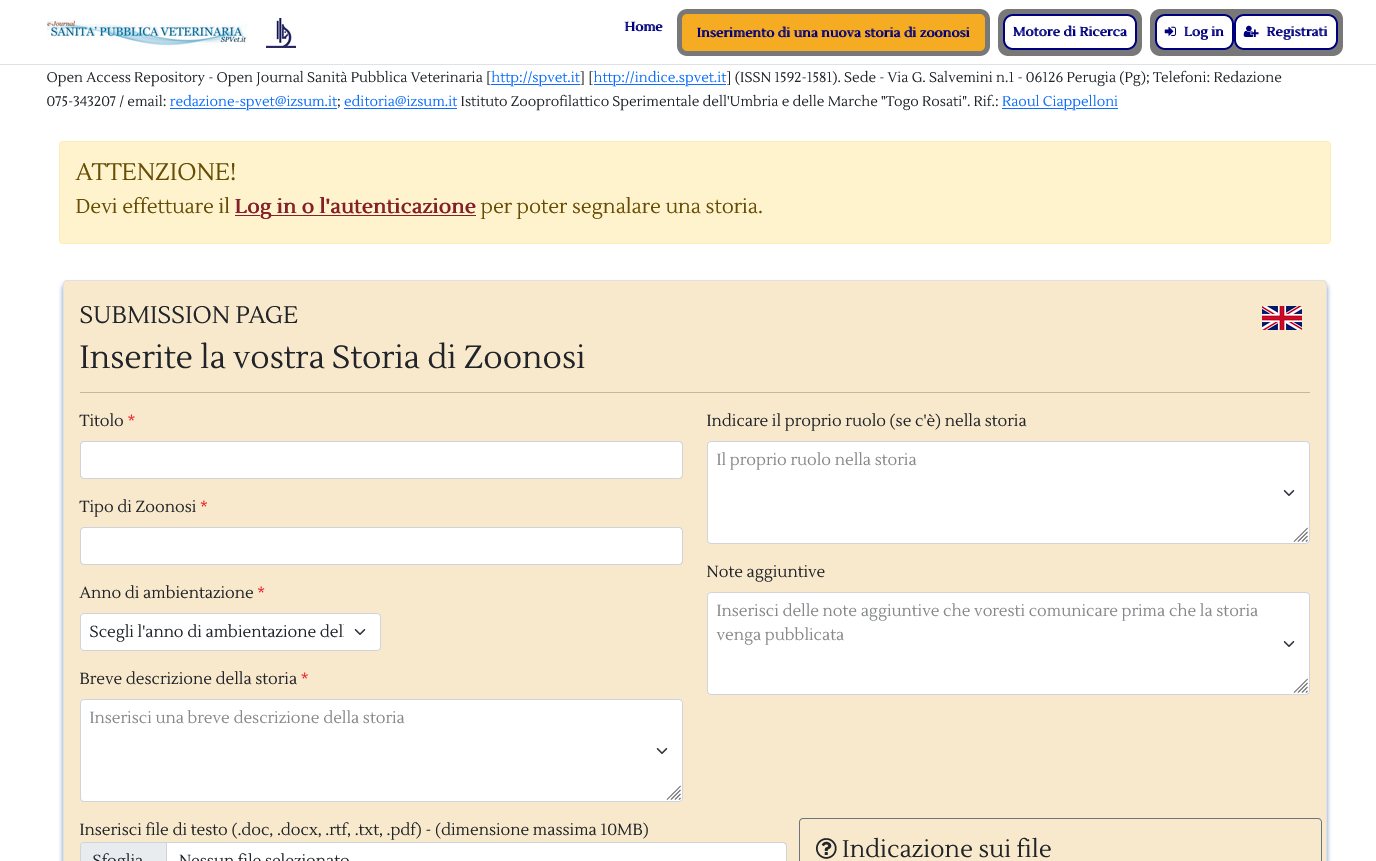 e-Journal
SANITA' PUBBLICA VETERINARIA
SPVet.it
Home
Inserimento di una nuova storia di zoonosi
Motore di Ricerca
Log in
Registrati
Open Access Repository - Open Journal Sanità Pubblica Veterinaria [http://spvet.it] [http://indice.spvet.it] (ISSN 1592-1581). Sede - Via G. Salvemini n.1 - 06126 Perugia (Pg); Telefoni: Redazione
075-343207 / email: redazione-spvet@izsum.it; editoria@izsum.it Istituto Zooprofilattico Sperimentale dell'Umbria e delle Marche "Togo Rosati". Rif.: Raoul Ciappelloni
ATTENZIONE!
Devi effettuare il Log in o l'autenticazione per poter segnalare una storia.
SUBMISSION PAGE
Inserite la vostra Storia di Zoonosi
Titolo *
Tipo di Zoonosi *
Anno di ambientazione *
Scegli l'anno di ambientazione del
Breve descrizione della storia *
Inserisci una breve descrizione della storia
Indicare il proprio ruolo (se c'è) nella storia
Il proprio ruolo nella storia
Note aggiuntive
Inserisci delle note aggiuntive che voresti comunicare prima che la storia
venga pubblicata
Inserisci file di testo (.doc, .docx, .rtf, .txt, .pdf) - (dimensione massima 10MB)
Sfoglia... Nessun file selezionato.
Indicazione sui file